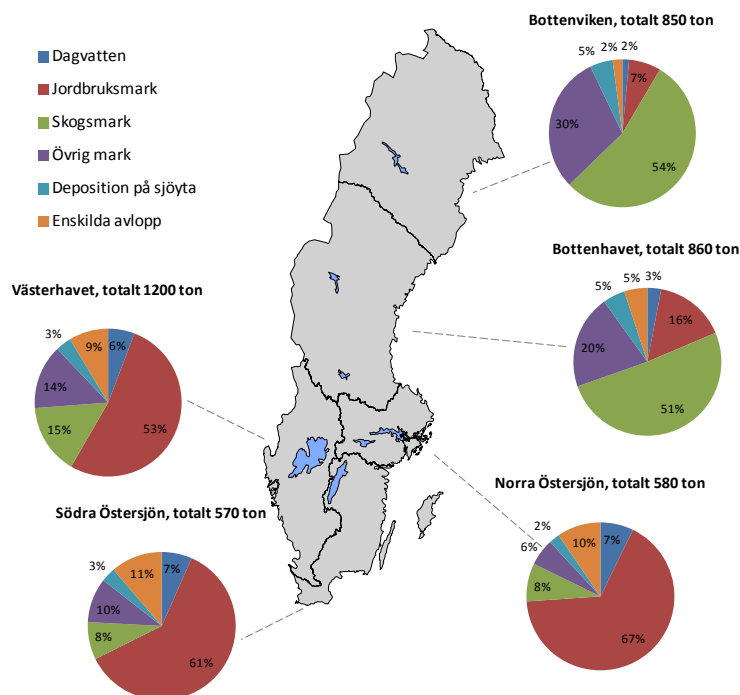 Dagvatten
Jordbruksmark
Skogsmark
Övrig mark
Deposition på sjöyta
Enskilda avlopp
Bottenviken, totalt 850 ton
2%
7%
54%
30%
5%
2%
Bottenhavet, totalt 860 ton
3%
16%
51%
20%
5%
5%
Västerhavet, totalt 1200 ton
6%
53%
15%
14%
3%
9%
Norra Östersjön, totalt 580 ton
7%
67%
8%
6%
2%
10%
Södra Östersjön, totalt 570 ton
7%
61%
8%
10%
3%
11%